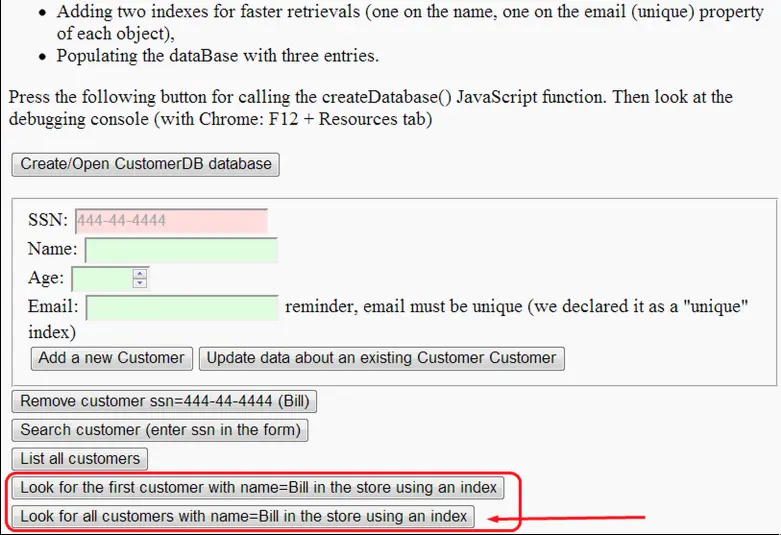 Adding two indexes for faster retrievals (one on the name, one on the email (unique) property
of each object),
Populating the dataBase with three entries.
Press the following button for calling the createDatabase() JavaScript function. Then look at the
debugging console (with Chrome: F12 + Resources tab)
Create/Open CustomerDB database
SSN: 444-44-4444
Name:
Age:
Email: reminder, email must be unique (we declared it as a "unique"
index)
Add a new Customer Update data about an existing Customer Customer
Remove customer ssn=444-44-4444 (Bill)
Search customer (enter ssn in the form)
List all customers
Look for the first customer with name=Bill in the store using an index
Look for all customers with name=Bill in the store using an index